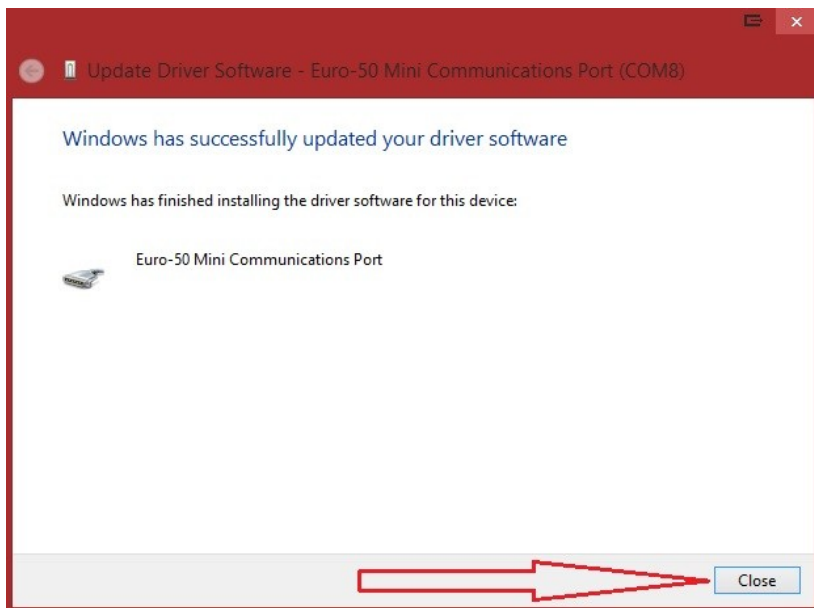 Update Driver Software - Euro-50 Mini Communications Port (COM8)
Windows has successfully updated your driver software
Windows has finished installing the driver software for this device:
Euro-50 Mini Communications Port
Close